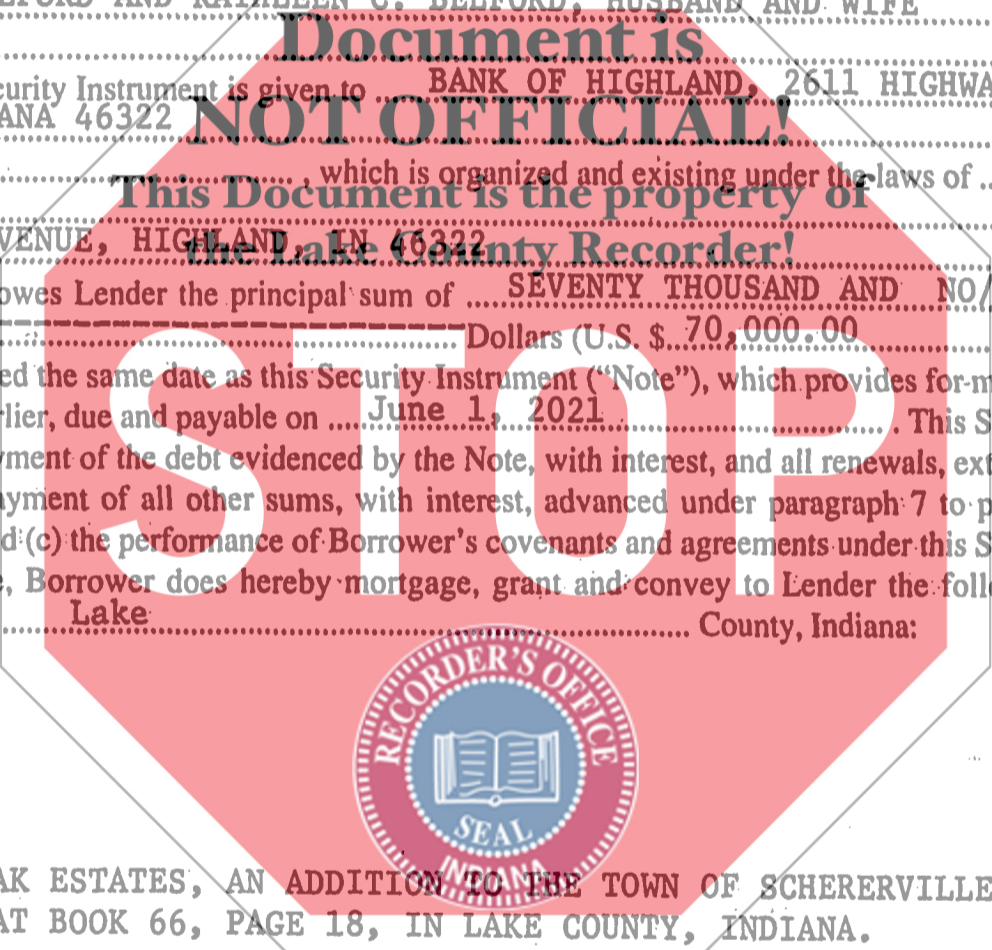 AND KATHLEEN C. BELFORD, HUSBAND AND WIFE
Document is
curity Instrument is given to BANK OF HIGHLAND, 2611 HIGHWA
ANA 46322
NOT OFFICIAL!
, which is organized and existing under the laws of
This Document is the property of
VENUE, HIGHLAND, IN 46322
the Lake County Recorder!
owes Lender the principal sum of SEVENTY THOUSAND AND NO/
Dollars (U.S. $ 70,000.00
ed the same date as this Security Instrument (“Note”), which provides for m
rlier, due and payable on June 1, 2021 . This S
yment of the debt evidenced by the Note, with interest, and all renewals, ext
ayment of all other sums, with interest, advanced under paragraph 7 to p
d (c) the performance of Borrower’s covenants and agreements under this S
, Borrower does hereby mortgage, grant and convey to Lender the foll
STOP
Lake County, Indiana:
RECORDER’S OFFICE
SEAL
INDIANA
AK ESTATES, AN ADDITION TO THE TOWN OF SCHERERVILLE
AT BOOK 66, PAGE 18, IN LAKE COUNTY, INDIANA.